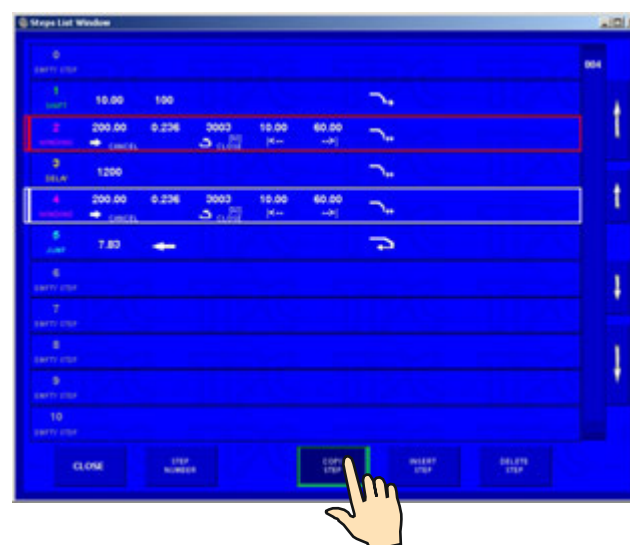 Steps List Window
0
EMPTY STEP
004
1
SHIFT 10.00 100
2 200.00 0.236 3003 10.00 60.00
WINDING CANCEL CLOSE |<-- -->|
3
DELAY 1200
4 200.00 0.236 3003 10.00 60.00
WINDING CANCEL CLOSE |<-- -->|
5
JUMP 7.83
6
EMPTY STEP
7
EMPTY STEP
8
EMPTY STEP
9
EMPTY STEP
10
EMPTY STEP
CLOSE STEP NUMBER COPY STEP INSERT STEP DELETE STEP